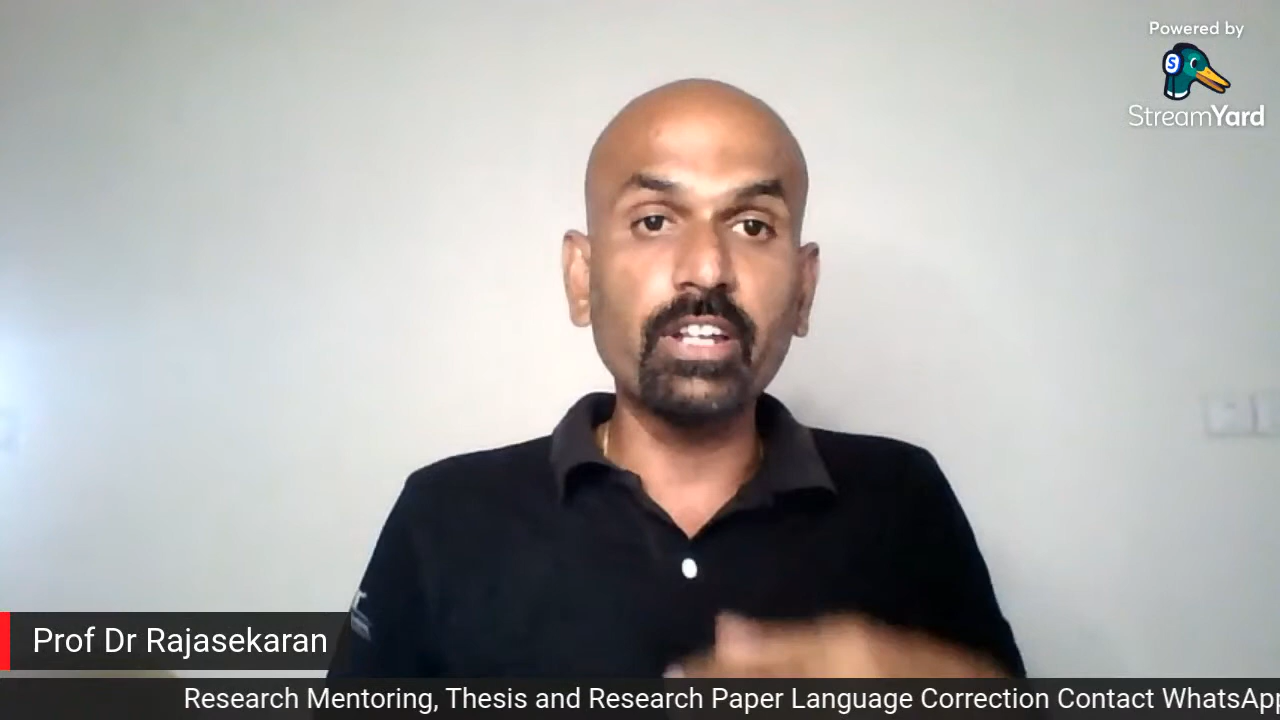 Powered by
S
StreamYard
Prof Dr Rajasekaran
Research Mentoring, Thesis and Research Paper Language Correction Contact WhatsApp